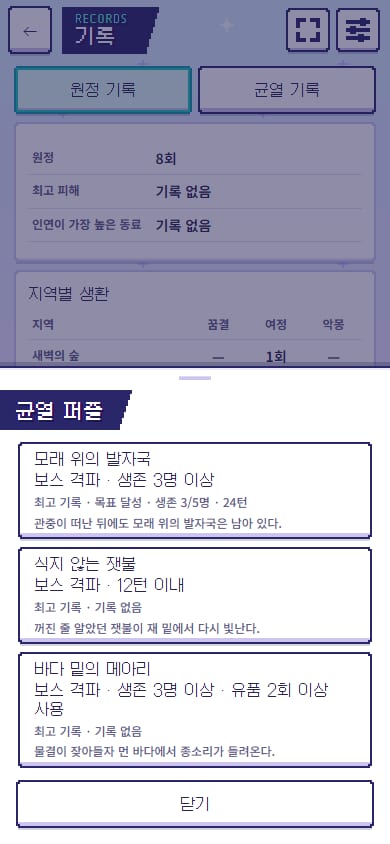 ←
RECORDS
기록
원정 기록
균열 기록
원정 8회
최고 피해 기록 없음
인연이 가장 높은 동료 기록 없음
지역별 생환
지역 꿈결 여정 악몽
새벽의 숲 — 1회 —
균열 퍼즐
모래 위의 발자국
보스 격파 · 생존 3명 이상
최고 기록 · 목표 달성 · 생존 3/5명 · 24턴
관중이 떠난 뒤에도 모래 위의 발자국은 남아 있다.
식지 않는 잿불
보스 격파 · 12턴 이내
최고 기록 · 기록 없음
꺼진 줄 알았던 잿불이 재 밑에서 다시 빛난다.
바다 밑의 메아리
보스 격파 · 생존 3명 이상 · 유품 2회 이상
사용
최고 기록 · 기록 없음
물결이 잦아들자 먼 바다에서 종소리가 들려온다.
닫기